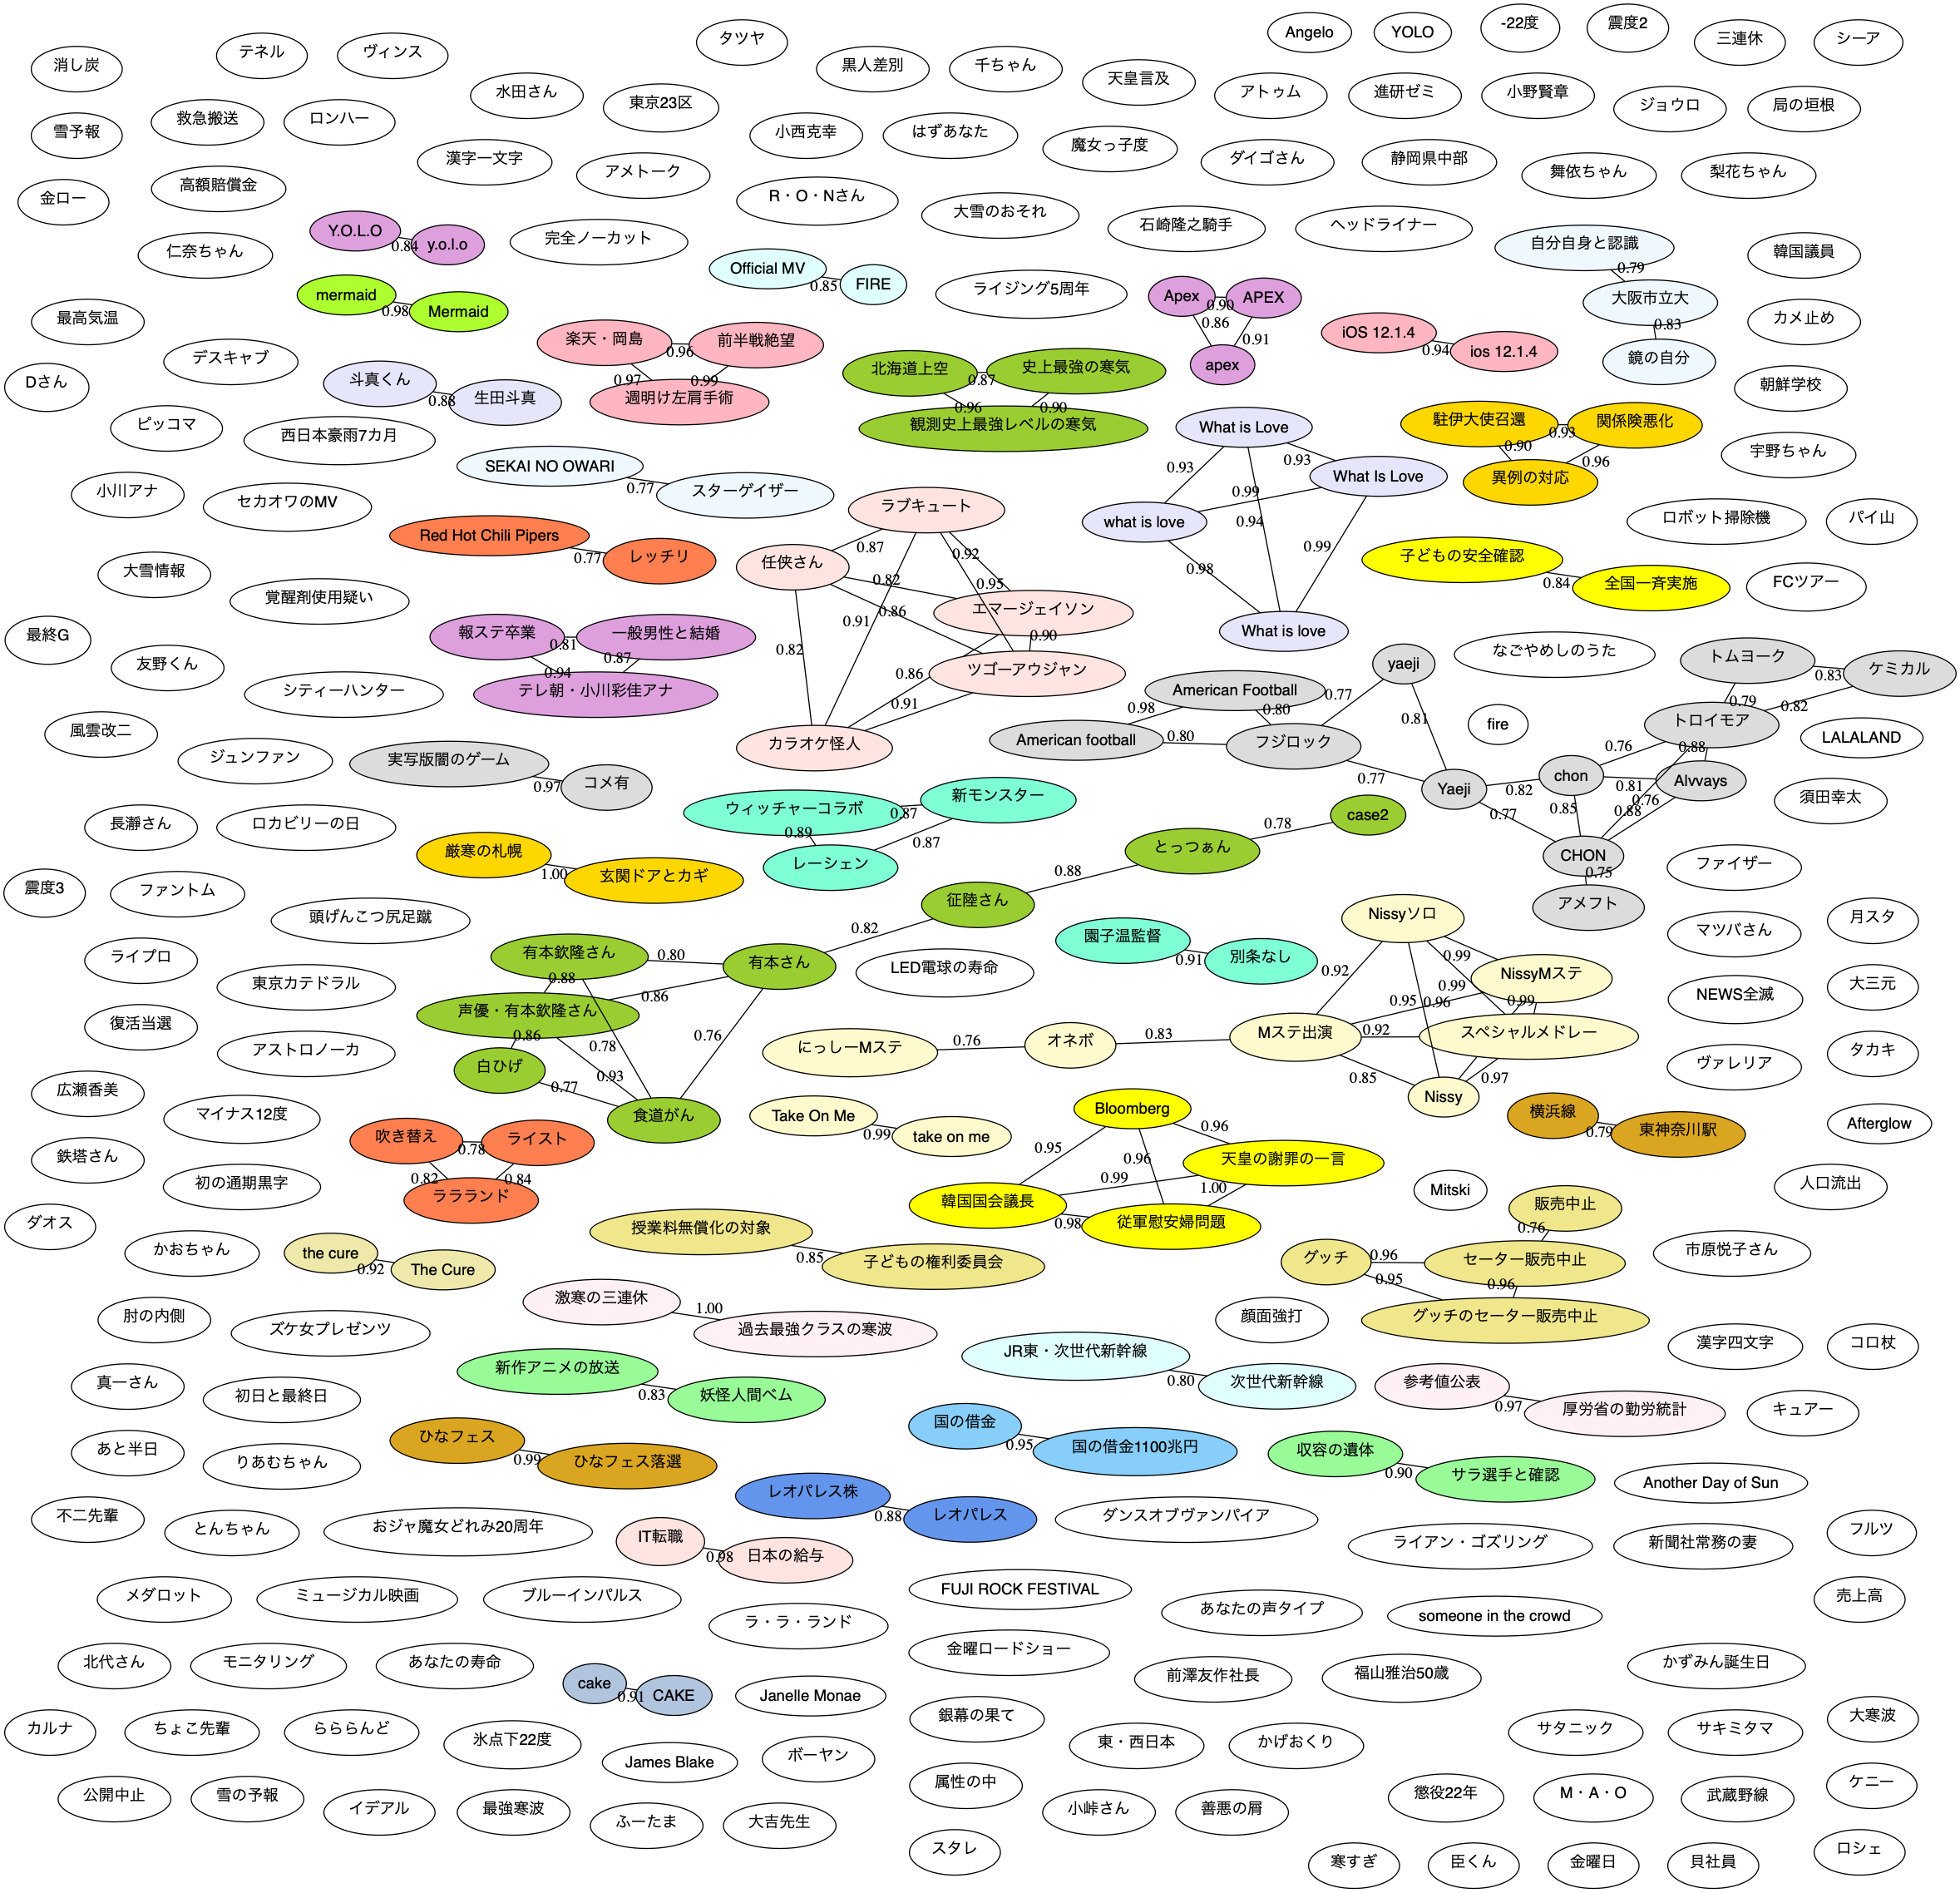 Angelo
YOLO
-22度
震度2
三連休
シーア
タツヤ
テネル
ヴィンス
消し炭
黒人差別
千ちゃん
天皇言及
アトゥム
進研ゼミ
小野賢章
ジョウロ
局の垣根
水田さん
東京23区
救急搬送
ロンハー
雪予報
小西克幸
はずあなた
魔女っ子度
ダイゴさん
静岡県中部
舞依ちゃん
梨花ちゃん
漢字一文字
アメトーク
高額賠償金
金ロー
R・O・Nさん
大雪のおそれ
石崎隆之騎手
ヘッドライナー
自分自身と認識
韓国議員
Y.O.L.O
0.84
y.o.l.o
完全ノーカット
仁奈ちゃん
Official MV
0.85
FIRE
ライジング5周年
Apex
0.90
APEX
0.86
0.91
apex
0.79
大阪市立大
0.83
鏡の自分
カメ止め
mermaid
0.98
Mermaid
最高気温
楽天・岡島
0.96
前半戦絶望
0.97
0.99
週明け左肩手術
iOS 12.1.4
0.94
ios 12.1.4
デスキャブ
Dさん
斗真くん
0.88
生田斗真
北海道上空
0.87
史上最強の寒気
0.96
0.90
観測史上最強レベルの寒気
朝鮮学校
ピッコマ
西日本豪雨7カ月
What is Love
駐伊大使召還
0.93
関係険悪化
0.90
0.96
異例の対応
宇野ちゃん
SEKAI NO OWARI
0.77
スターゲイザー
0.93
0.93
What Is Love
0.99
0.94
what is love
0.99
0.98
What is love
小川アナ
セカオワのMV
ラブキュート
0.87
0.92
任侠さん
0.82
0.95
エマージェイソン
0.86
0.91
0.90
0.82
0.86
ツゴーアウジャン
0.91
カラオケ怪人
ロボット掃除機
パイ山
Red Hot Chili Pipers
0.77
レッチリ
子どもの安全確認
0.84
全国一斉実施
FCツアー
大雪情報
覚醒剤使用疑い
最終G
報ステ卒業
0.81
一般男性と結婚
0.94
0.87
テレ朝・小川彩佳アナ
友野くん
シティーハンター
なごやめしのうた
yaeji
トムヨーク
0.83
ケミカル
American Football
0.77
0.98
0.80
American football
0.80
フジロック
0.81
0.79
0.82
トロイモア
fire
LALALAND
0.77
Yaeji
0.82
chon
0.76
0.88
0.81
Alvvays
0.76
0.77
0.85
0.88
CHON
0.75
アメフト
風雲改二
ジュンファン
実写版闇のゲーム
0.97
コメ有
ウィッチャーコラボ
0.87
新モンスター
0.89
0.87
レーシェン
須田幸太
長瀞さん
ロカビリーの日
case2
0.78
とっつぁん
0.88
征陸さん
0.82
厳寒の札幌
1.00
玄関ドアとカギ
ファイザー
震度3
ファントム
頭げんこつ尻足蹴
有本欽隆さん
0.80
有本さん
0.88
0.86
声優・有本欽隆さん
0.86
0.78
0.76
白ひげ
0.93
0.77
食道がん
LED電球の寿命
園子温監督
0.91
別条なし
Nissyソロ
0.92
0.99
NissyMステ
0.99
0.95
0.96
0.99
Mステ出演
0.92
スペシャルメドレー
0.85
0.97
Nissy
にっしーMステ
0.76
オネボ
0.83
マツバさん
月スタ
ライプロ
東京カテドラル
NEWS全滅
大三元
復活当選
アストロノーカ
ヴァレリア
タカキ
広瀬香美
マイナス12度
吹き替え
0.78
ライスト
0.82
0.84
ララランド
Take On Me
0.99
take on me
Bloomberg
0.95
0.96
0.96
天皇の謝罪の一言
0.99
1.00
韓国国会議長
0.98
従軍慰安婦問題
横浜線
0.79
東神奈川駅
Afterglow
鉄塔さん
初の通期黒字
Mitski
人口流出
ダオス
かおちゃん
the cure
0.92
The Cure
授業料無償化の対象
0.85
子どもの権利委員会
販売中止
0.76
グッチ
0.96
セーター販売中止
0.95
0.96
グッチのセーター販売中止
市原悦子さん
肘の内側
ズケ女プレゼンツ
激寒の三連休
1.00
過去最強クラスの寒波
顔面強打
漢字四文字
コロ杖
新作アニメの放送
0.83
妖怪人間ベム
JR東・次世代新幹線
0.80
次世代新幹線
参考値公表
0.97
厚労省の勤労統計
キュアー
真一さん
初日と最終日
ひなフェス
0.99
ひなフェス落選
国の借金
0.95
国の借金1100兆円
収容の遺体
0.90
サラ選手と確認
あと半日
りあむちゃん
Another Day of Sun
レオパレス株
0.88
レオパレス
ダンスオブヴァンパイア
不二先輩
とんちゃん
おジャ魔女どれみ20周年
IT転職
0.98
日本の給与
ライアン・ゴズリング
新聞社常務の妻
フルツ
メダロット
ミュージカル映画
ブルーインパルス
FUJI ROCK FESTIVAL
あなたの声タイプ
someone in the crowd
売上高
ラ・ラ・ランド
金曜ロードショー
北代さん
モニタリング
あなたの寿命
cake
0.91
CAKE
Janelle Monae
前澤友作社長
福山雅治50歳
かずみん誕生日
カルナ
ちょこ先輩
らららんど
氷点下22度
James Blake
ボーヤン
銀幕の果て
東・西日本
かげおくり
サタニック
サキミタマ
大寒波
公開中止
雪の予報
イデアル
最強寒波
ふーたま
大吉先生
属性の中
小峠さん
善悪の屑
懲役22年
M・A・O
武蔵野線
ケニー
スタレ
寒すぎ
臣くん
金曜日
貝社員
ロシェ